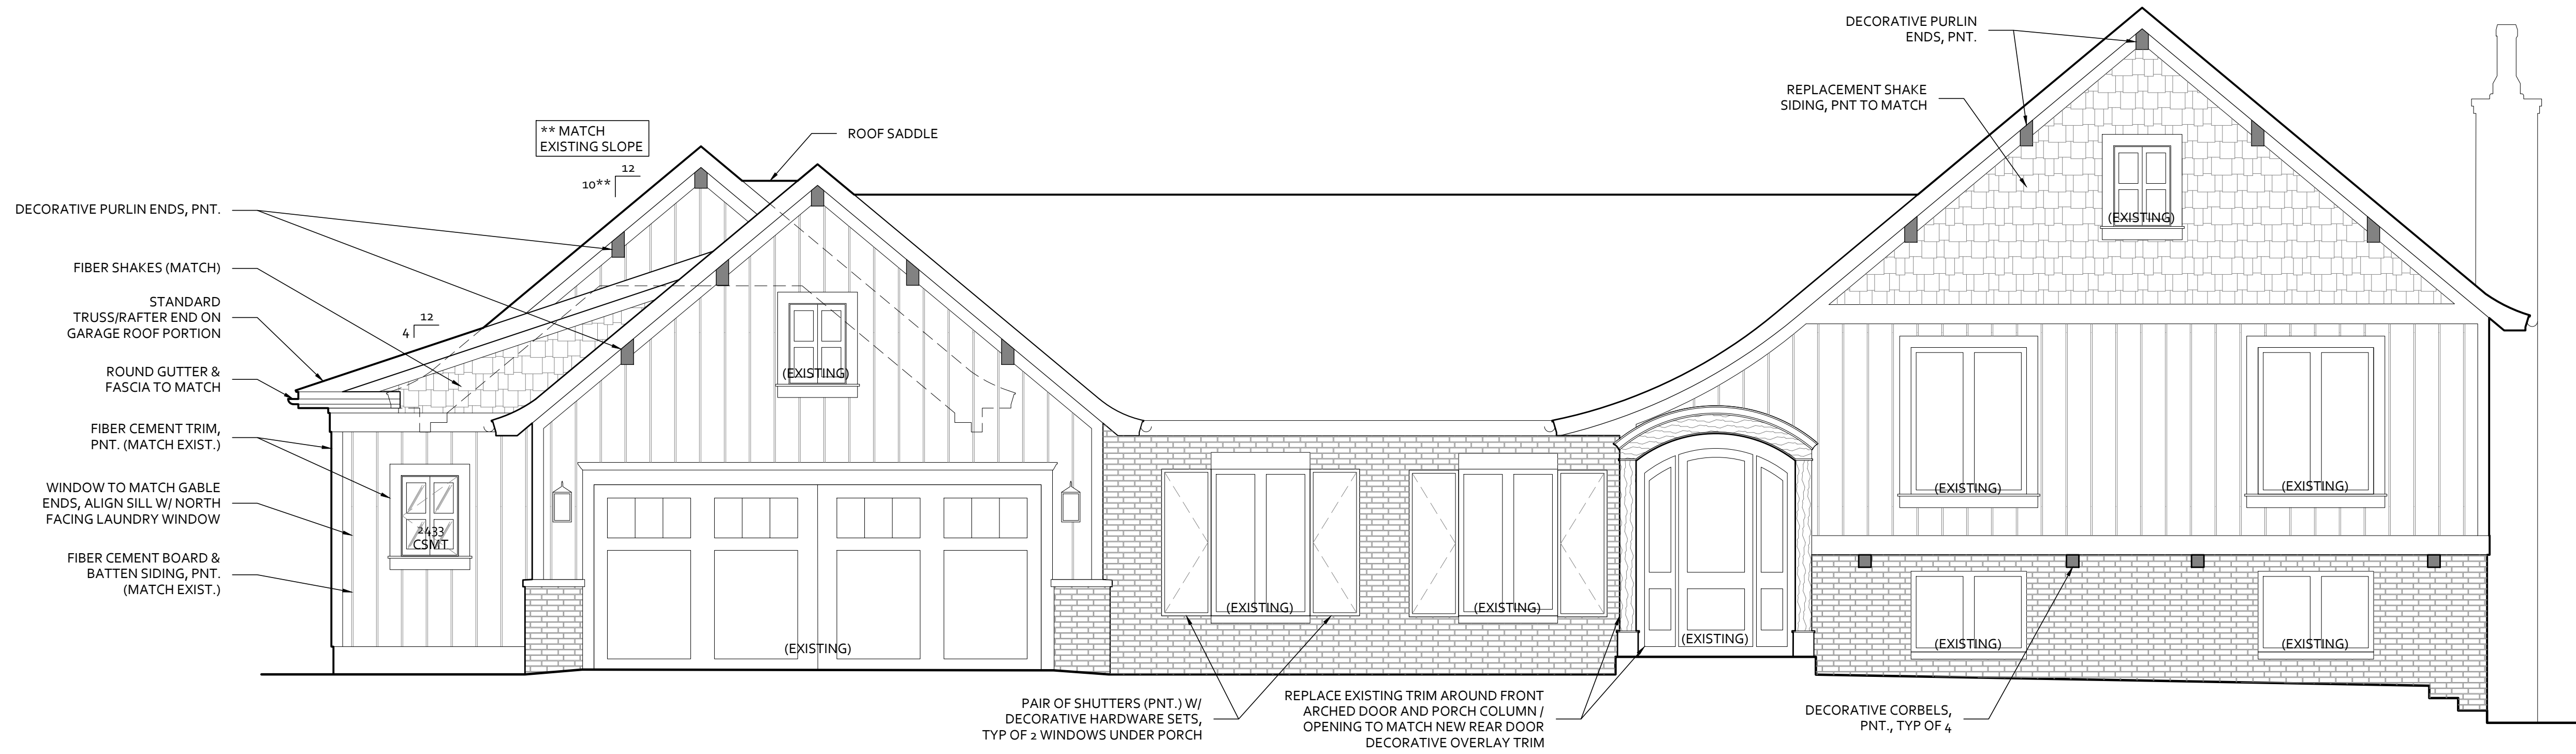 DECORATIVE PURLIN
ENDS, PNT.
REPLACEMENT SHAKE
SIDING, PNT TO MATCH
** MATCH
EXISTING SLOPE
12
10**
ROOF SADDLE
DECORATIVE PURLIN ENDS, PNT.
FIBER SHAKES (MATCH)
STANDARD
TRUSS/RAFTER END ON
GARAGE ROOF PORTION
12
4
ROUND GUTTER &
FASCIA TO MATCH
FIBER CEMENT TRIM,
PNT. (MATCH EXIST.)
WINDOW TO MATCH GABLE
ENDS, ALIGN SILL W/ NORTH
FACING LAUNDRY WINDOW
FIBER CEMENT BOARD &
BATTEN SIDING, PNT.
(MATCH EXIST.)
2433
CSMT
(EXISTING)
(EXISTING)
(EXISTING)
(EXISTING)
(EXISTING)
(EXISTING)
(EXISTING)
(EXISTING)
(EXISTING)
(EXISTING)
PAIR OF SHUTTERS (PNT.) W/
DECORATIVE HARDWARE SETS,
TYP OF 2 WINDOWS UNDER PORCH
REPLACE EXISTING TRIM AROUND FRONT
ARCHED DOOR AND PORCH COLUMN /
OPENING TO MATCH NEW REAR DOOR
DECORATIVE OVERLAY TRIM
DECORATIVE CORBELS,
PNT., TYP OF 4